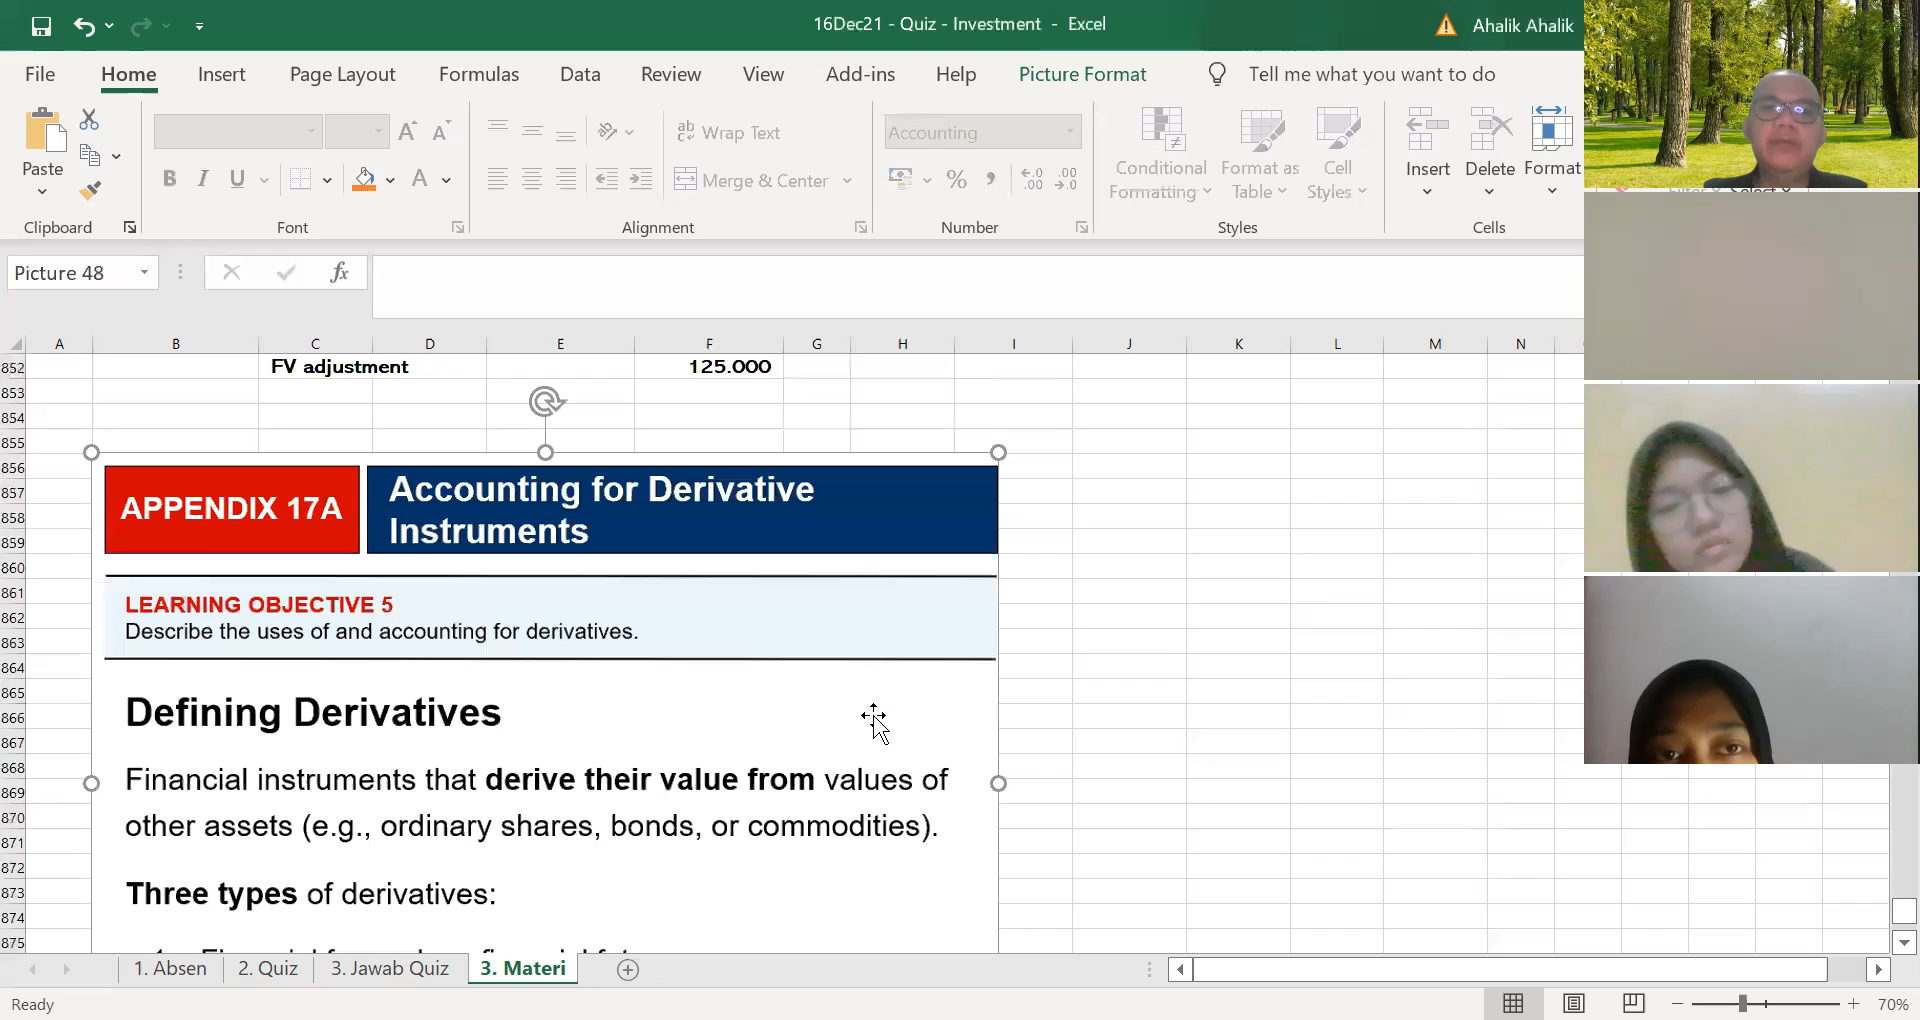 16Dec21 - Quiz - Investment - Excel
Ahalik Ahalik
File Home Insert Page Layout Formulas Data Review View Add-ins Help Picture Format Tell me what you want to do
Paste
Clipboard
B I U
A
Font
ab
c
Wrap Text
Merge & Center
Alignment
Accounting
% ,
Number
Conditional
Formatting
Format as
Table
Cell
Styles
Styles
Insert Delete Format
Cells
Picture 48
fx
A B C D E F G H I J K L M N
852 FV adjustment 125.000
853
854
855
856
857
858
859
860
861
862
863
864
865
866
867
868
869
870
871
872
873
874
875
APPENDIX 17A
Accounting for Derivative
Instruments
LEARNING OBJECTIVE 5
Describe the uses of and accounting for derivatives.
Defining Derivatives
Financial instruments that derive their value from values of
other assets (e.g., ordinary shares, bonds, or commodities).
Three types of derivatives:
1. Absen 2. Quiz 3. Jawab Quiz 3. Materi
Ready
70%